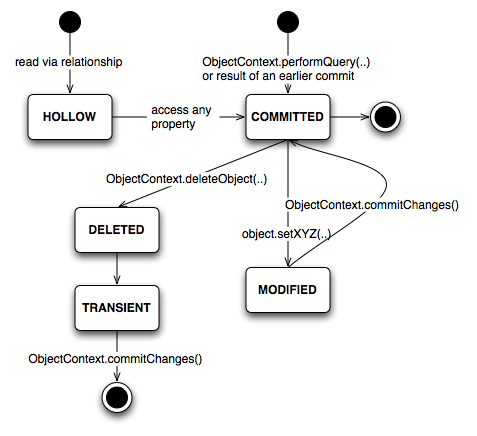 read via relationship
ObjectContext.performQuery(..)
or result of an earlier commit
HOLLOW
access any
property
COMMITTED
ObjectContext.deleteObject(..)
ObjectContext.commitChanges()
DELETED
object.setXYZ(..)
MODIFIED
TRANSIENT
ObjectContext.commitChanges()